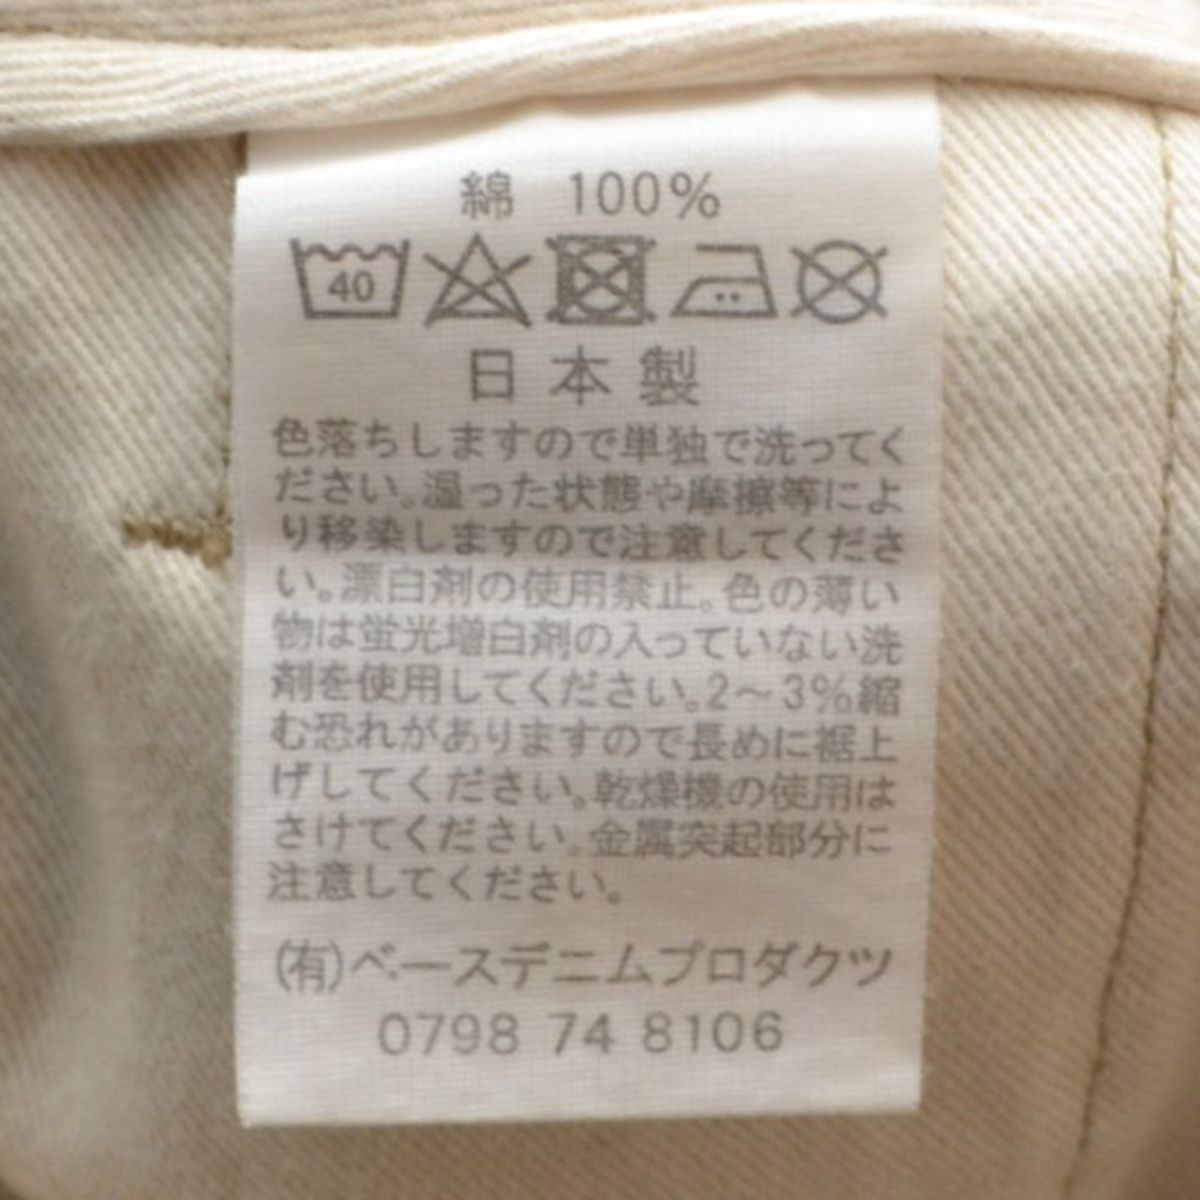 綿 100%
40
日本製
色落ちしますので単独で洗ってく
ださい。湿った状態や摩擦等によ
り移染しますので注意してくださ
い。漂白剤の使用禁止。色の薄い
物は蛍光増白剤の入っていない洗
剤を使用してください。2〜3%縮
む恐れがありますので長めに裾上
げしてください。乾燥機の使用は
さけてください。金属突起部分に
注意してください。
(有)ベースデニムプロダクツ
0798 74 8106